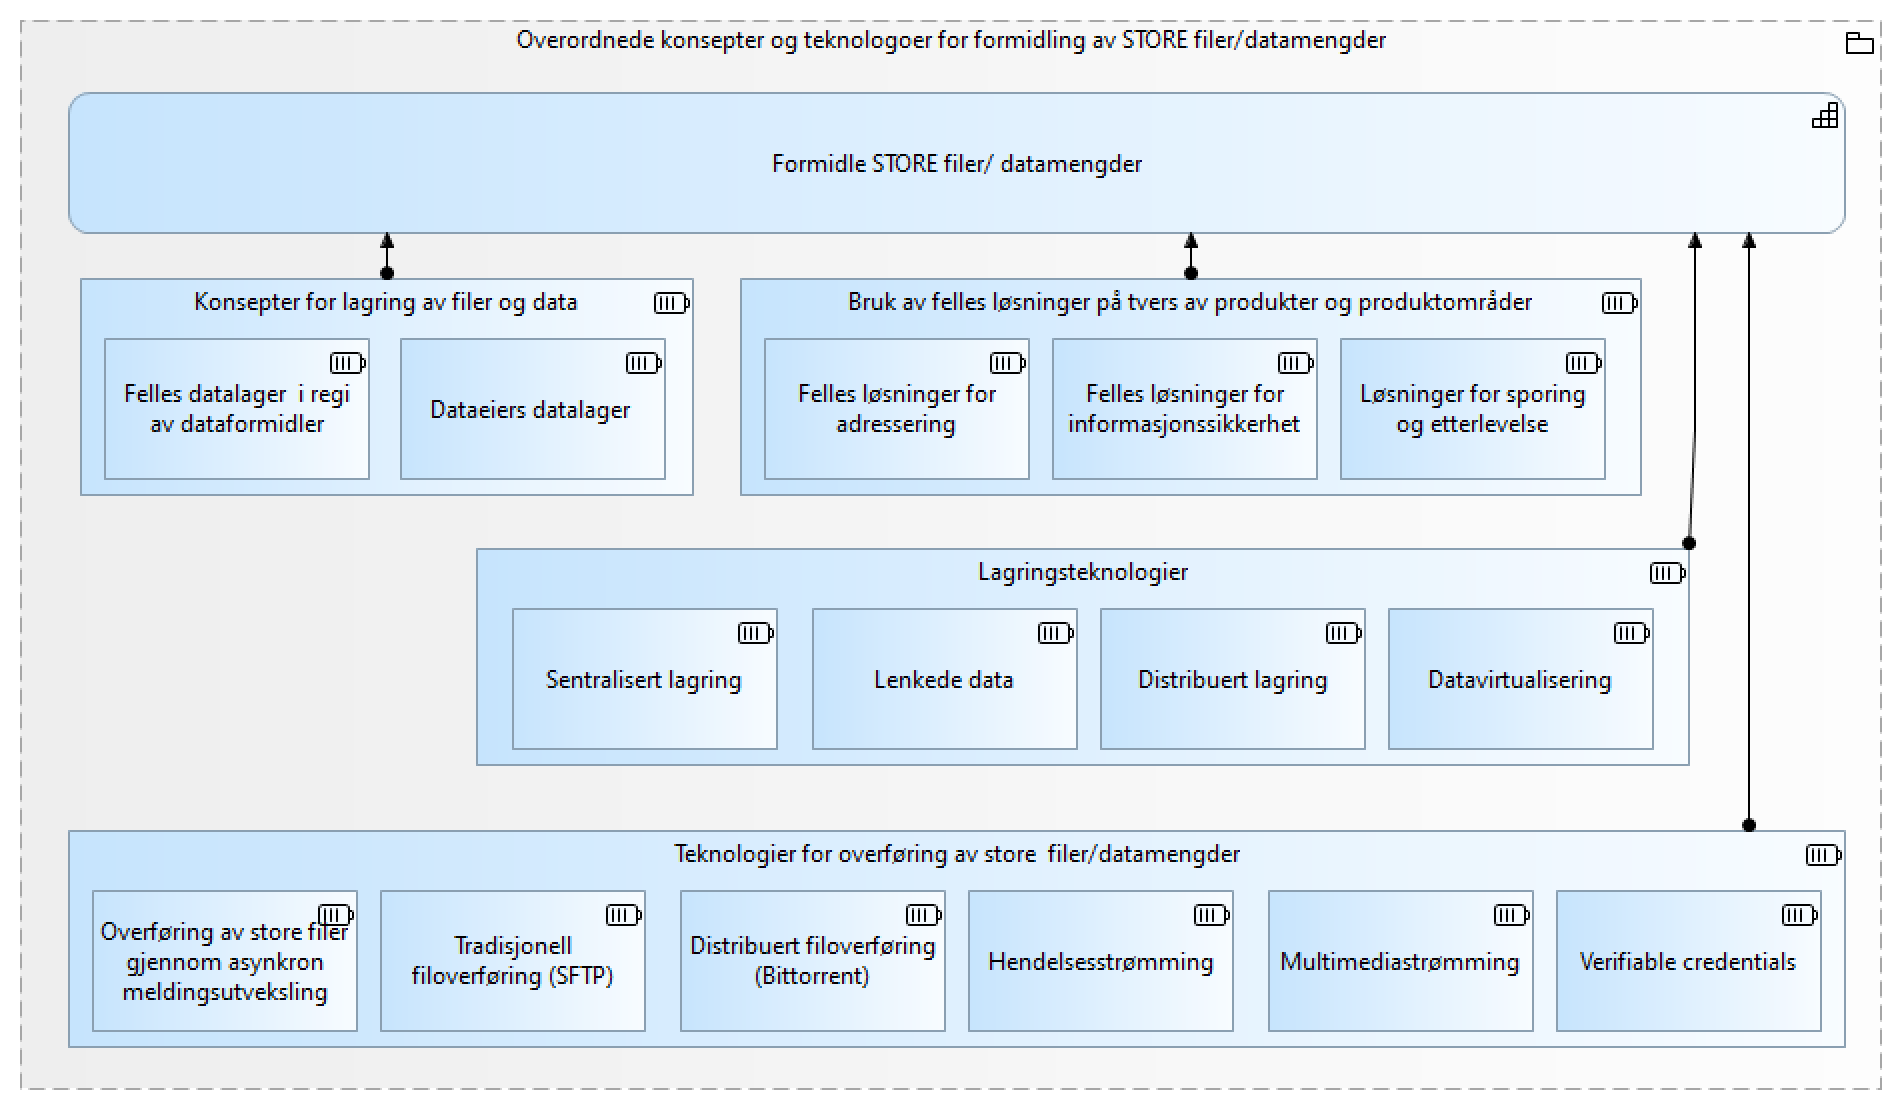 Overordnede konsepter og teknologoer for formidling av STORE filer/datamengder
Formidle STORE filer/ datamengder
Konsepter for lagring av filer og data
Felles datalager  i regi
av dataformidler
Dataeiers datalager
Bruk av felles løsninger på tvers av produkter og produktområder
Felles løsninger for
adressering
Felles løsninger for
informasjonssikkerhet
Løsninger for sporing
og etterlevelse
Lagringsteknologier
Sentralisert lagring
Lenkede data
Distribuert lagring
Datavirtualisering
Teknologier for overføring av store  filer/datamengder
Overføring av store filer
gjennom asynkron
meldingsutveksling
Tradisjonell
filoverføring (SFTP)
Distribuert filoverføring
(Bittorrent)
Hendelsesstrømming
Multimediastrømming
Verifiable credentials